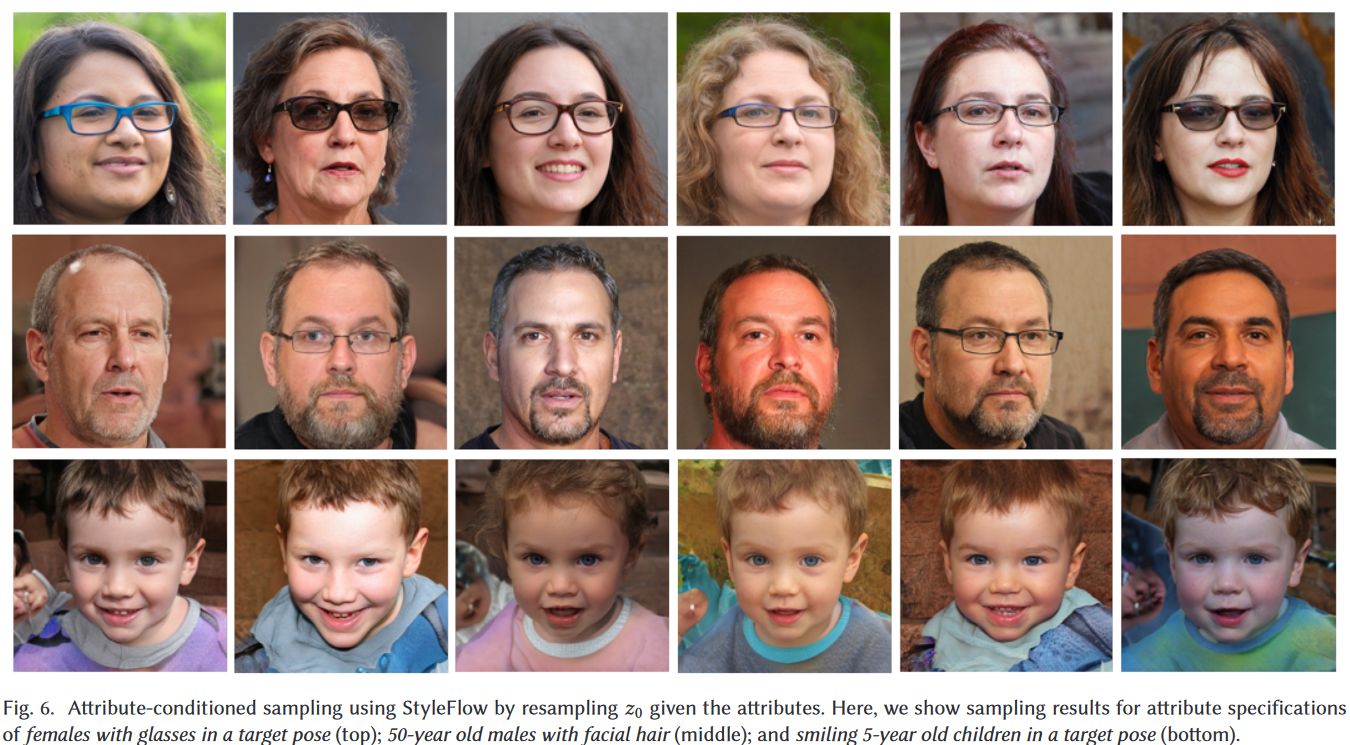 Fig. 6. Attribute-conditioned sampling using StyleFlow by resampling z₀ given the attributes. Here, we show sampling results for attribute specifications
of females with glasses in a target pose (top); 50-year old males with facial hair (middle); and smiling 5-year old children in a target pose (bottom).